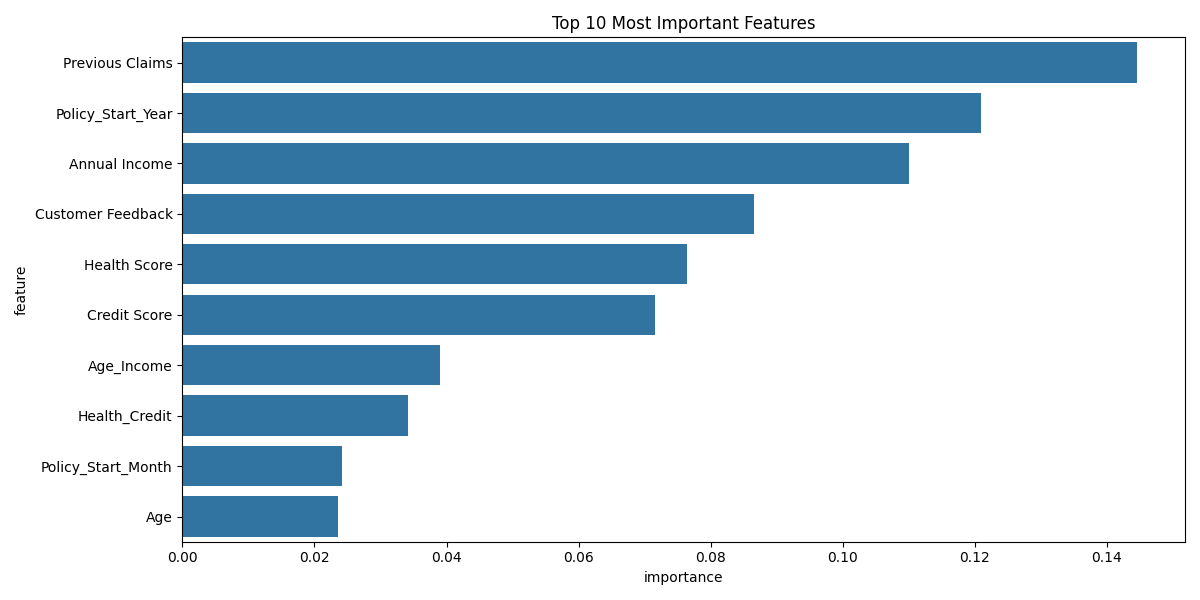 Top 10 Most Important Features
feature
Previous Claims
Policy_Start_Year
Annual Income
Customer Feedback
Health Score
Credit Score
Age_Income
Health_Credit
Policy_Start_Month
Age
0.00 0.02 0.04 0.06 0.08 0.10 0.12 0.14
importance